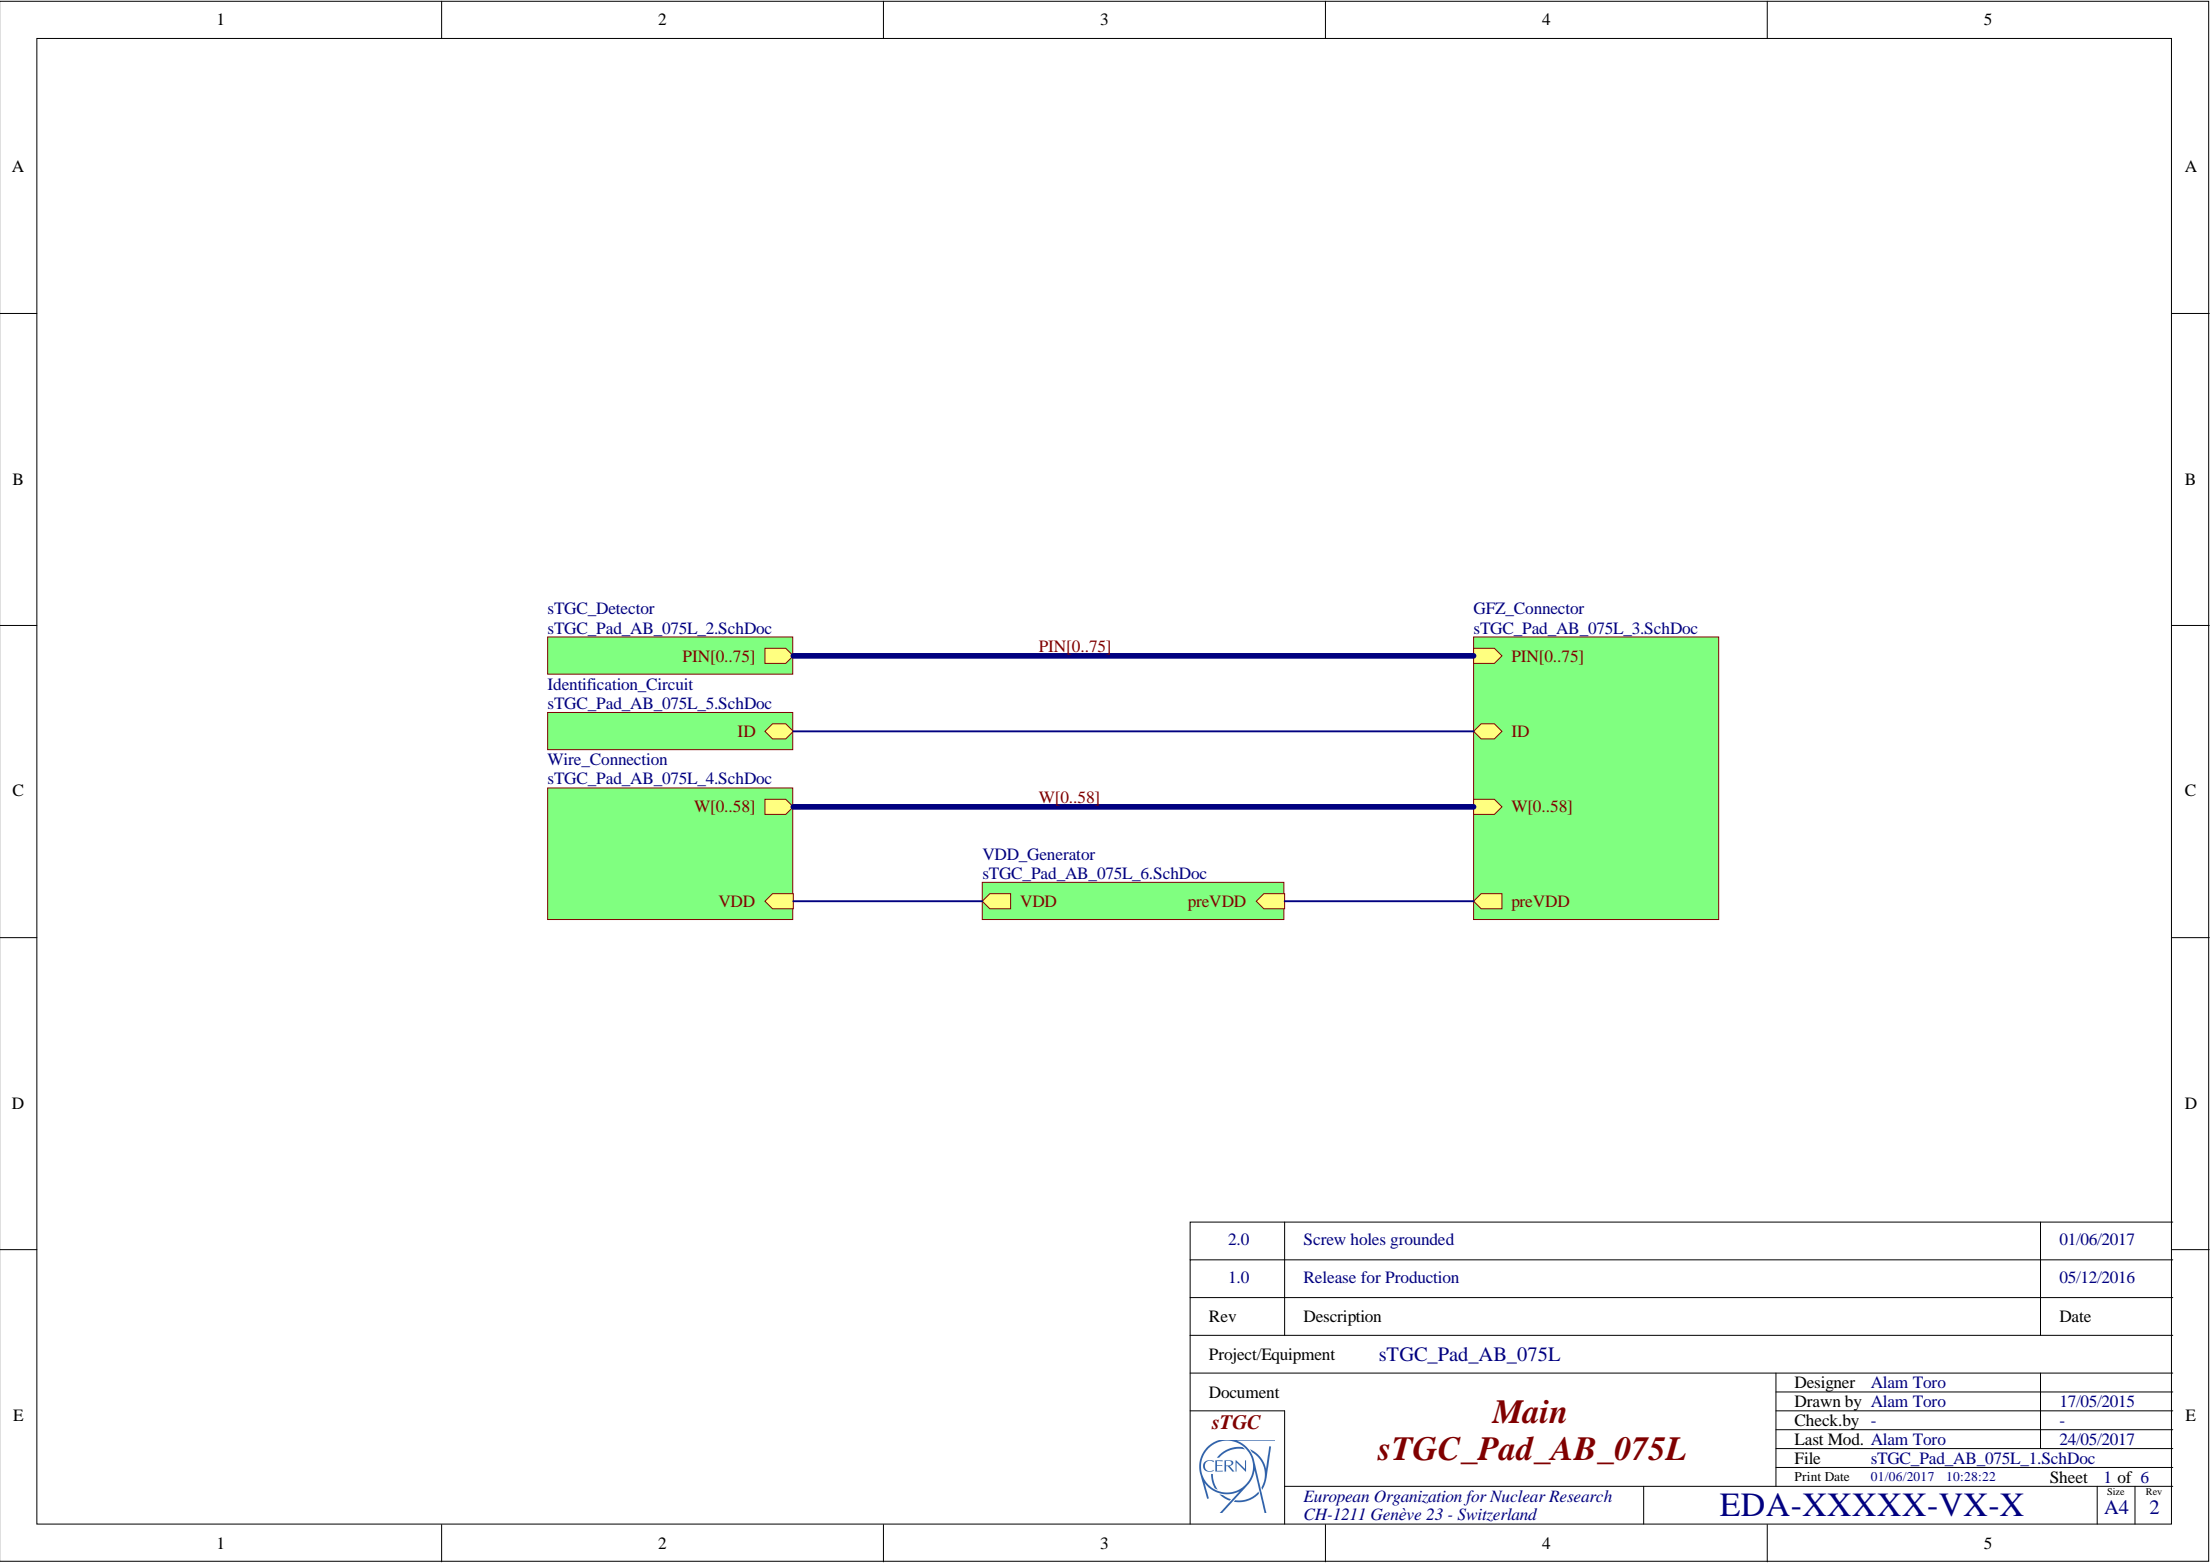 1 2 3 4 5
A A
B B
sTGC_Detector
sTGC_Pad_AB_075L_2.SchDoc
PIN[0..75]
PIN[0..75]
GFZ_Connector
sTGC_Pad_AB_075L_3.SchDoc
PIN[0..75]
Identification_Circuit
sTGC_Pad_AB_075L_5.SchDoc
ID
ID
Wire_Connection
sTGC_Pad_AB_075L_4.SchDoc
C C
W[0..58]
W[0..58]
W[0..58]
VDD_Generator
sTGC_Pad_AB_075L_6.SchDoc
VDD
VDD
preVDD
preVDD
D D
2.0 Screw holes grounded 01/06/2017
1.0 Release for Production 05/12/2016
Rev Description Date
Project/Equipment sTGC_Pad_AB_075L
Document
Main
sTGC_Pad_AB_075L
sTGC
CERN
Designer Alam Toro
Drawn by Alam Toro 17/05/2015
Check.by - -
Last Mod. Alam Toro 24/05/2017
File sTGC_Pad_AB_075L_1.SchDoc
Print Date 01/06/2017 10:28:22 Sheet 1 of 6
E E
European Organization for Nuclear Research
CH-1211 Genève 23 - Switzerland
EDA-XXXXX-VX-X
Size
A4
Rev
2
1 2 3 4 5